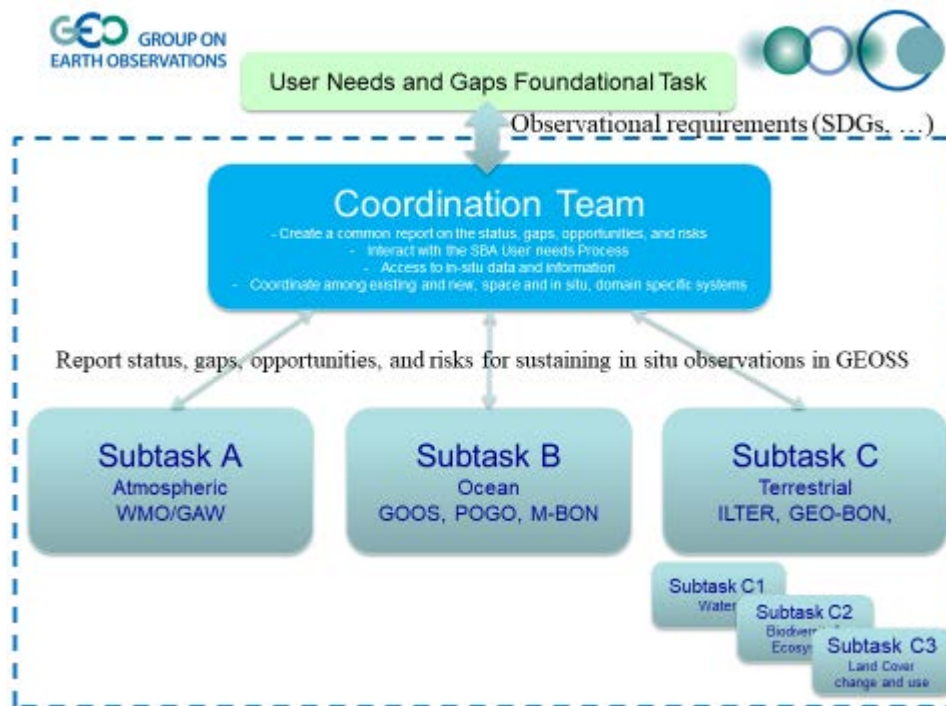 GEO GROUP ON
EARTH OBSERVATIONS
User Needs and Gaps Foundational Task
Observational requirements (SDGs, …)
Coordination Team
- Create a common report on the status, gaps, opportunities, and risks
- Interact with the SBA User needs Process
- Access to in-situ data and information
- Coordinate among existing and new, space and in situ, domain specific systems
Report status, gaps, opportunities, and risks for sustaining in situ observations in GEOSS
Subtask A
Atmospheric
WMO/GAW
Subtask B
Ocean
GOOS, POGO, M-BON
Subtask C
Terrestrial
ILTER, GEO-BON,
Subtask C1
Water
Subtask C2
Subtask C3
Land Cover
change and use